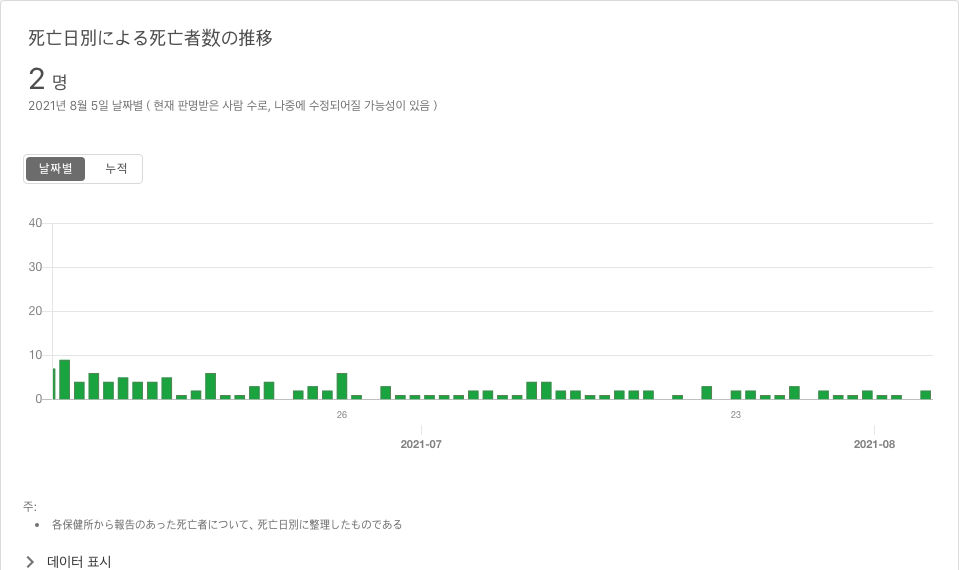 死亡日別による死亡者数の推移
2 명
2021년 8월 5일 날짜별 ( 현재 판명받은 사람 수로, 나중에 수정되어질 가능성이 있음 )
날짜별 누적
40
30
20
10
0
26 23
2021-07 2021-08
주:
• 各保健所から報告のあった死亡者について、死亡日別に整理したものである
데이터 표시